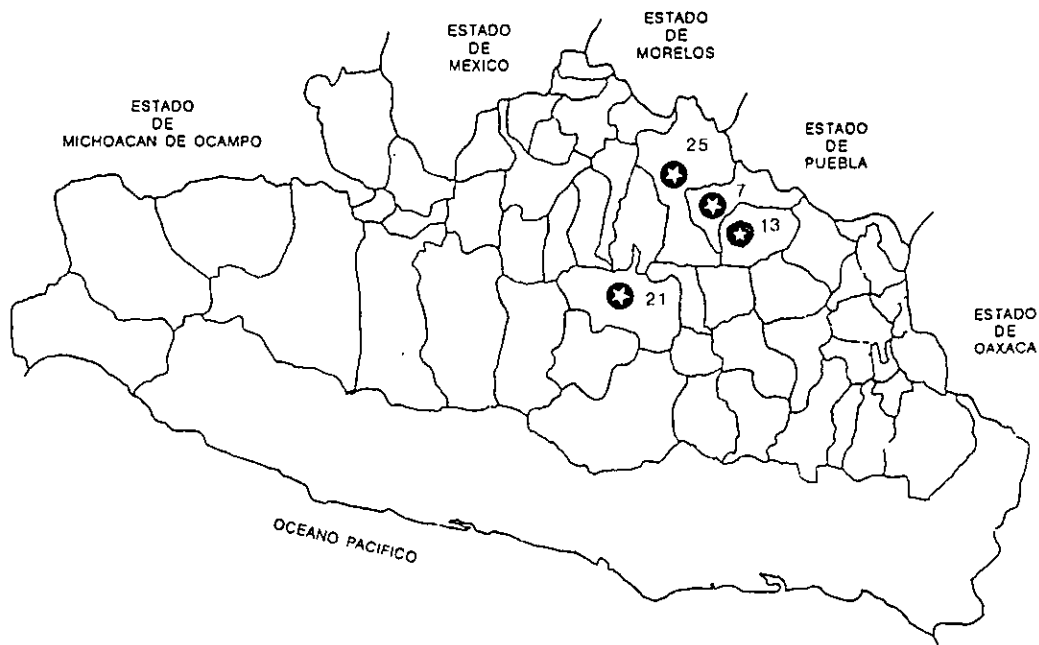 ESTADO
DE
MEXICO
ESTADO
DE
MORELOS
ESTADO
DE
MICHOACAN DE OCAMPO
ESTADO
DE
PUEBLA
25
7
13
21
ESTADO
DE
OAXACA
OCEANO PACIFICO